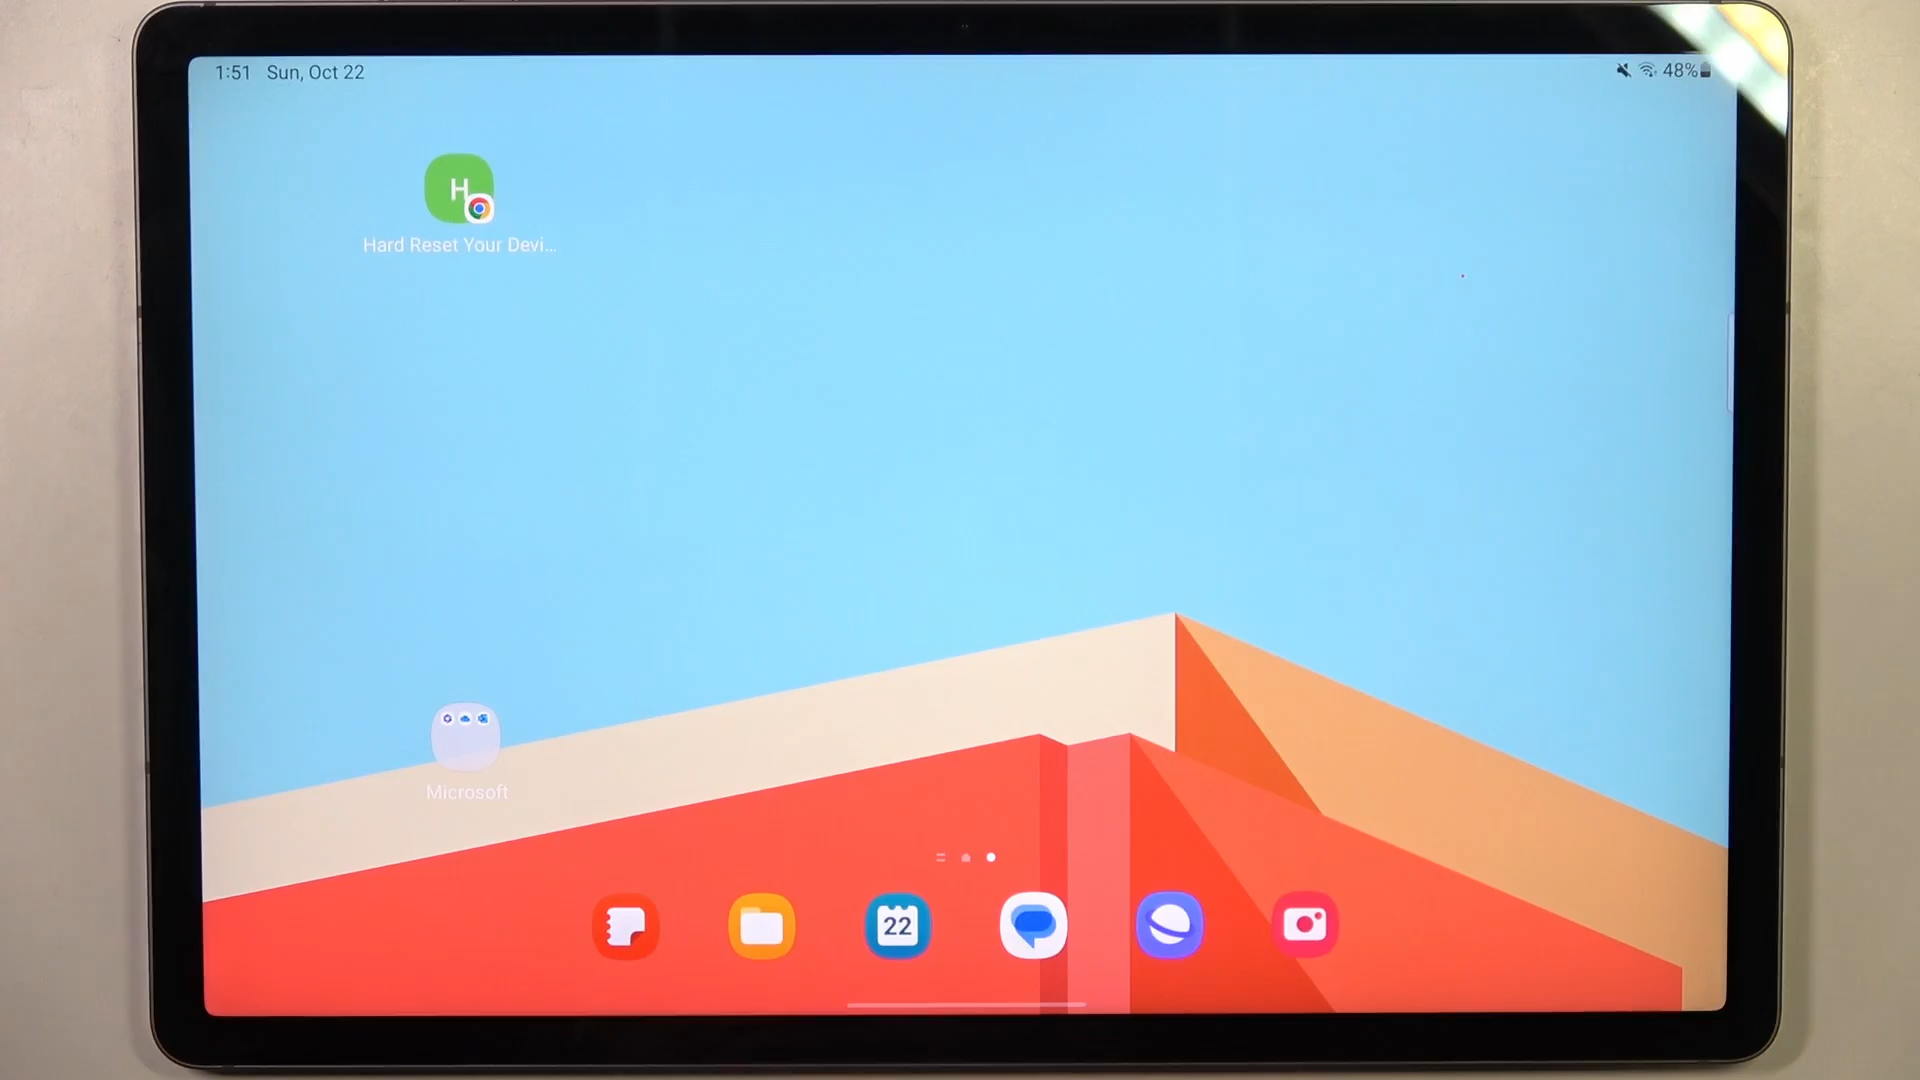 1:51 Sun, Oct 22 48%
H
Hard Reset Your Devi...
Microsoft
22